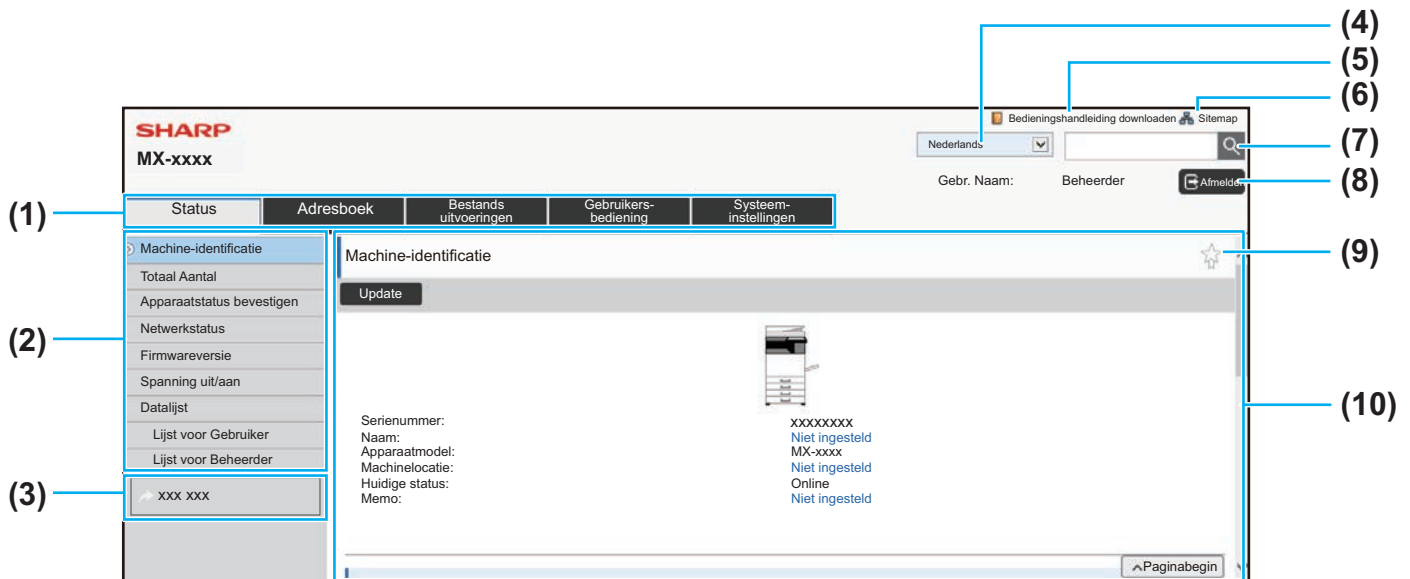 (4)
(5)
(6)
Bedieningshandleiding downloaden Sitemap
SHARP
Nederlands
(7)
MX-xxxx
Gebr. Naam: Beheerder Afmelden
(8)
(1)
Status Adresboek Bestands uitvoeringen Gebruikers- bediening Systeem- instellingen
Machine-identificatie
Machine-identificatie
(9)
Totaal Aantal
Update
Apparaatstatus bevestigen
(2)
Netwerkstatus
Firmwareversie
Spanning uit/aan
Datalijst
(10)
Lijst voor Gebruiker
Lijst voor Beheerder
Serienummer: xxxxxxxx
Naam: Niet ingesteld
Apparaatmodel: MX-xxxx
Machinelocatie: Niet ingesteld
Huidige status: Online
Memo: Niet ingesteld
(3)
xxx xxx
Paginabegin